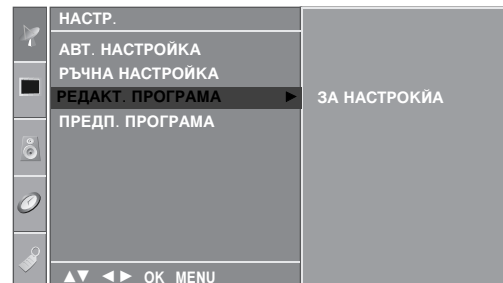 НАСТР.
АВТ. НАСТРОЙКА
РЪЧНА НАСТРОЙКА
РЕДАКТ. ПРОГРАМА ► ЗА НАСТРОКЙА
ПРЕДП. ПРОГРАМА
▲▼ ◄► OK MENU